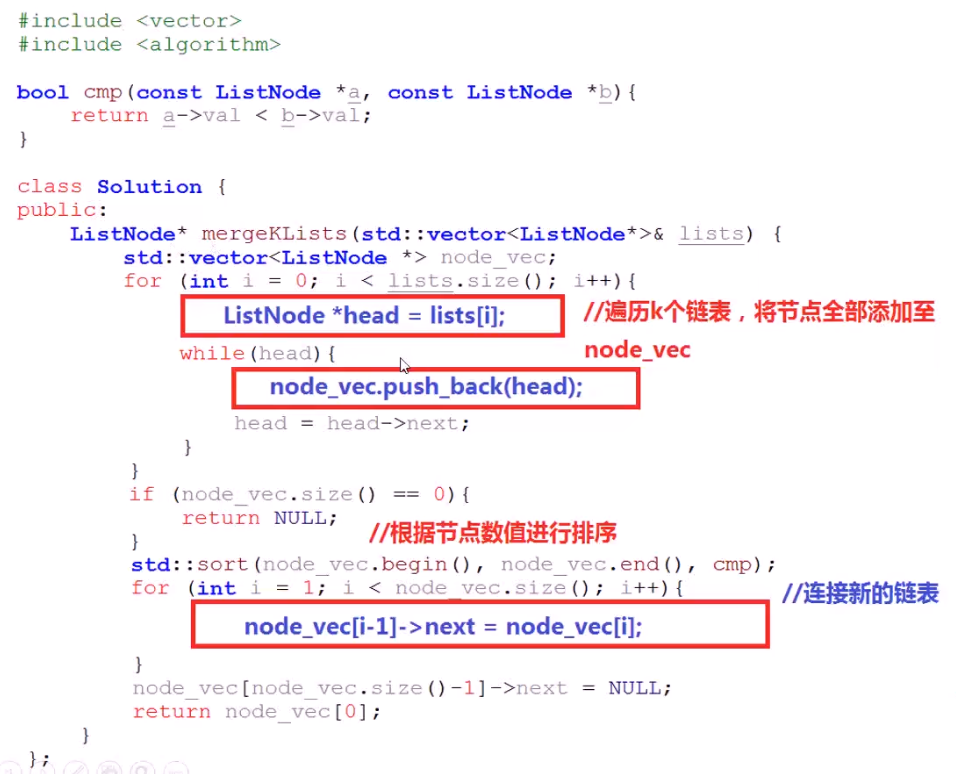 #include <vector>
#include <algorithm>
bool cmp(const ListNode *a, const ListNode *b){
return a->val < b->val;
}
class Solution {
public:
ListNode* mergeKLists(std::vector<ListNode*>& lists) {
std::vector<ListNode *> node_vec;
for (int i = 0; i < lists.size(); i++){
ListNode *head = lists[i]; //遍历k个链表，将节点全部添加至
node_vec
while(head){
node_vec.push_back(head);
head = head->next;
}
}
if (node_vec.size() == 0){
return NULL;
} //根据节点数值进行排序
std::sort(node_vec.begin(), node_vec.end(), cmp);
for (int i = 1; i < node_vec.size(); i++){ //连接新的链表
node_vec[i-1]->next = node_vec[i];
}
node_vec[node_vec.size()-1]->next = NULL;
return node_vec[0];
}
};